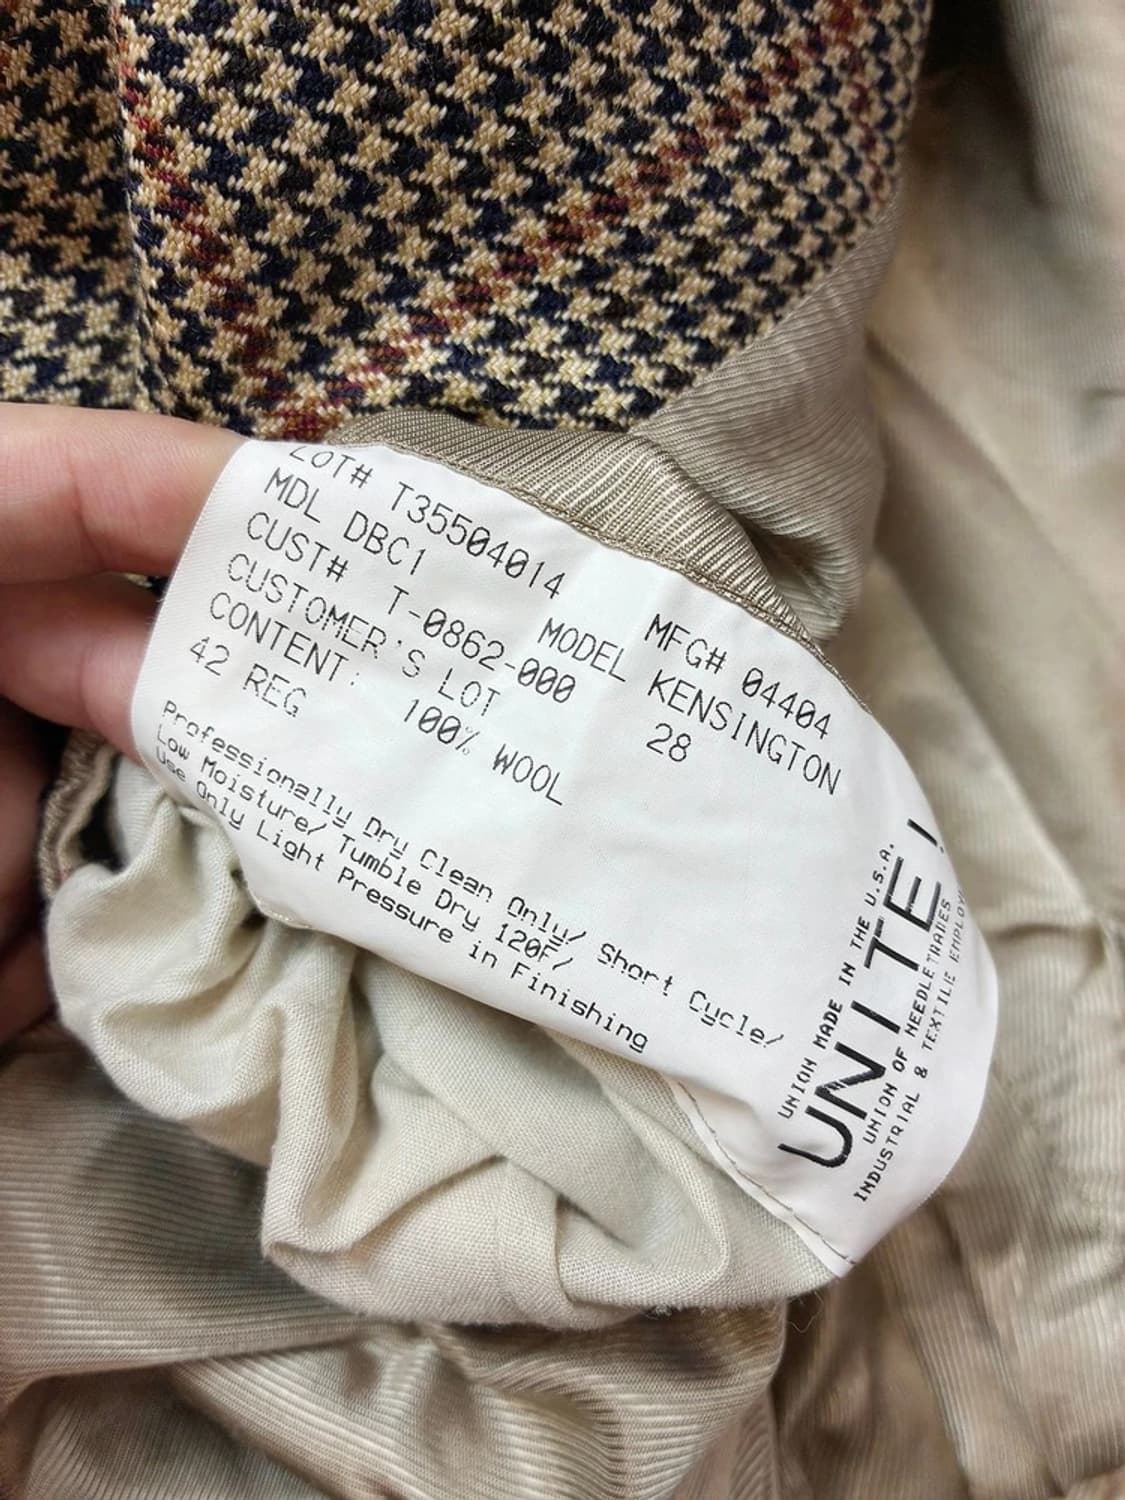 LOT# T35504014 MFG# 04404
MDL DBC1 MODEL KENSINGTON
CUST# T-0862-000 28
CUSTOMER'S LOT
CONTENT: 100% WOOL
42 REG
Professionally Dry Clean Only/ Short Cycle/
Low Moisture/ Tumble Dry 120F/
Use Only Light Pressure in Finishing
UNION MADE IN THE U.S.A.
UNITE!
UNION OF NEEDLETRADES
INDUSTRIAL & TEXTILE EMPLOY